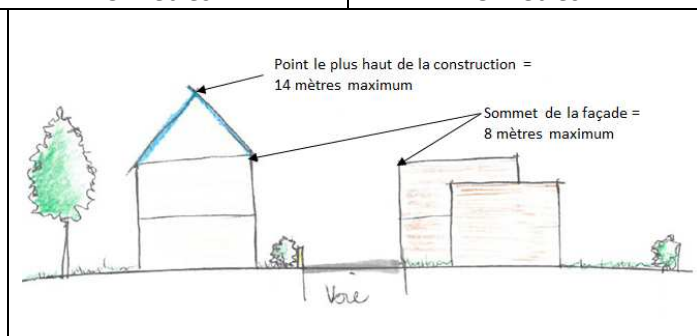 Point le plus haut de la construction =
14 mètres maximum
Sommet de la façade =
8 mètres maximum
Voie